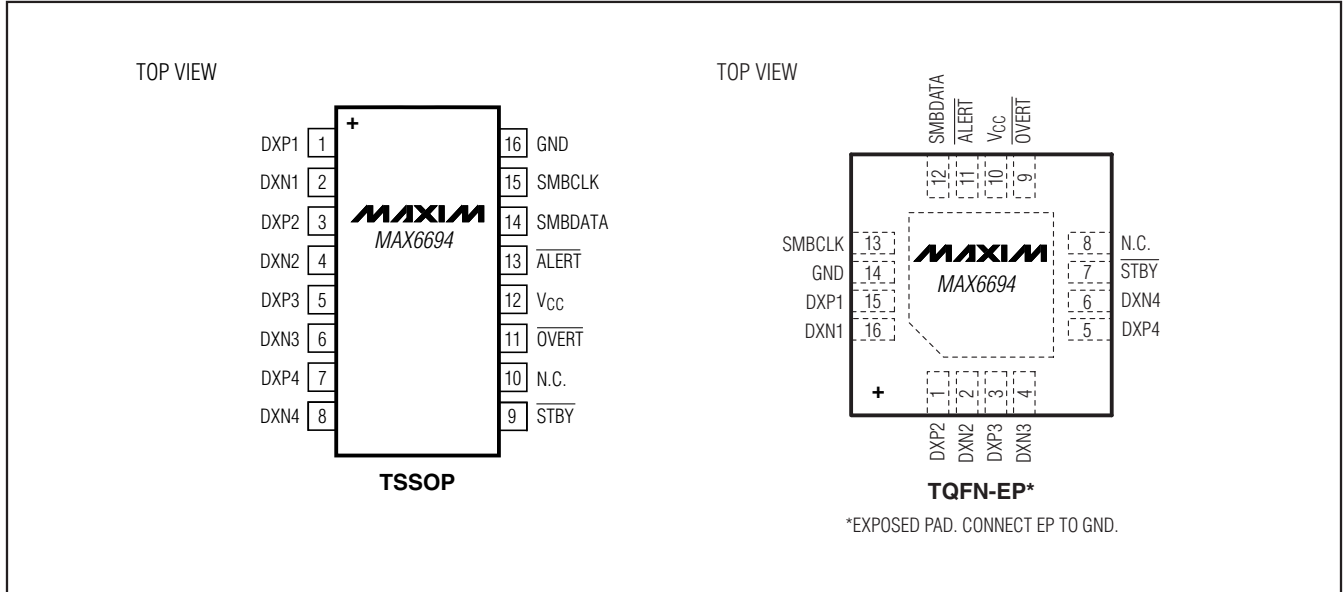 TOP VIEW
+
DXP1 1
DXN1 2
DXP2 3
DXN2 4
DXP3 5
DXN3 6
DXP4 7
DXN4 8
MAXIM
MAX6694
16 GND
15 SMBCLK
14 SMBDATA
13 ALERT
12 VCC
11 OVERT
10 N.C.
9 STBY
TSSOP
TOP VIEW
SMBDATA
ALERT
VCC
OVERT
12
11
10
9
SMBCLK 13
GND 14
DXP1 15
DXN1 16
MAXIM
MAX6694
8 N.C.
7 STBY
6 DXN4
5 DXP4
+
1
2
3
4
DXP2
DXN2
DXP3
DXN3
TQFN-EP*
*EXPOSED PAD. CONNECT EP TO GND.